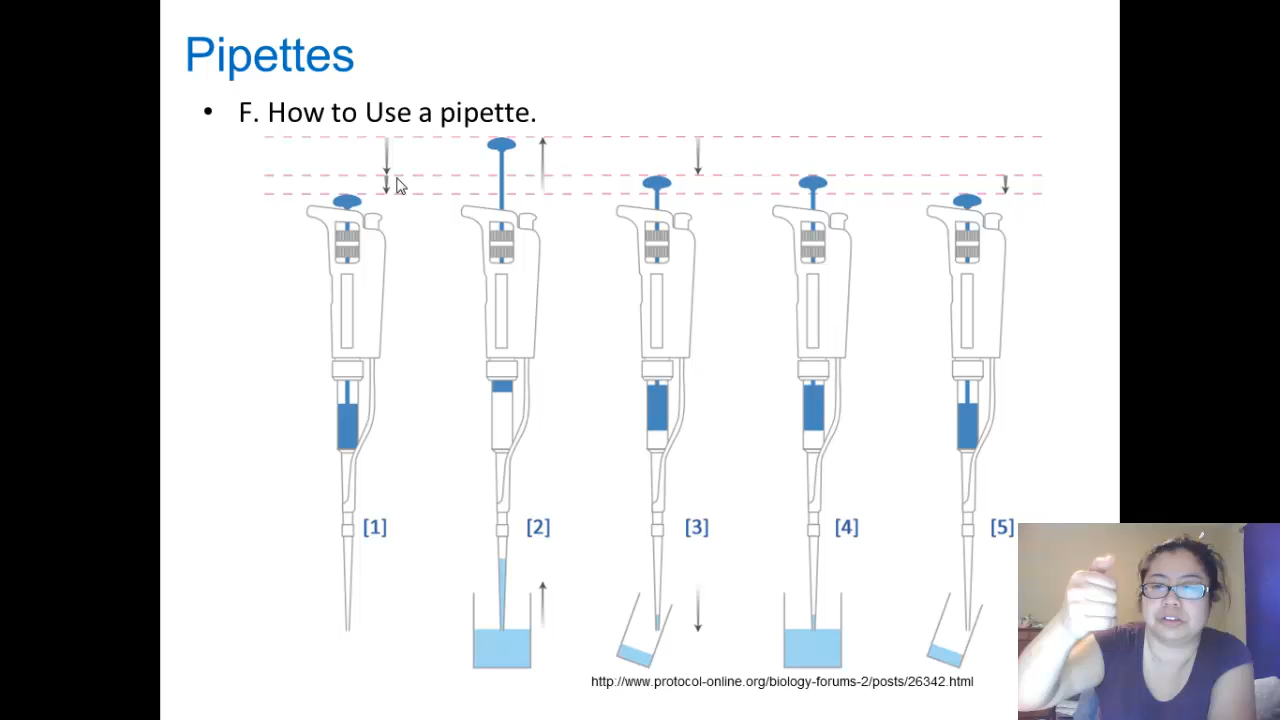 Pipettes
• F. How to Use a pipette.
[1] [2] [3] [4] [5]
http://www.protocol-online.org/biology-forums-2/posts/26342.html